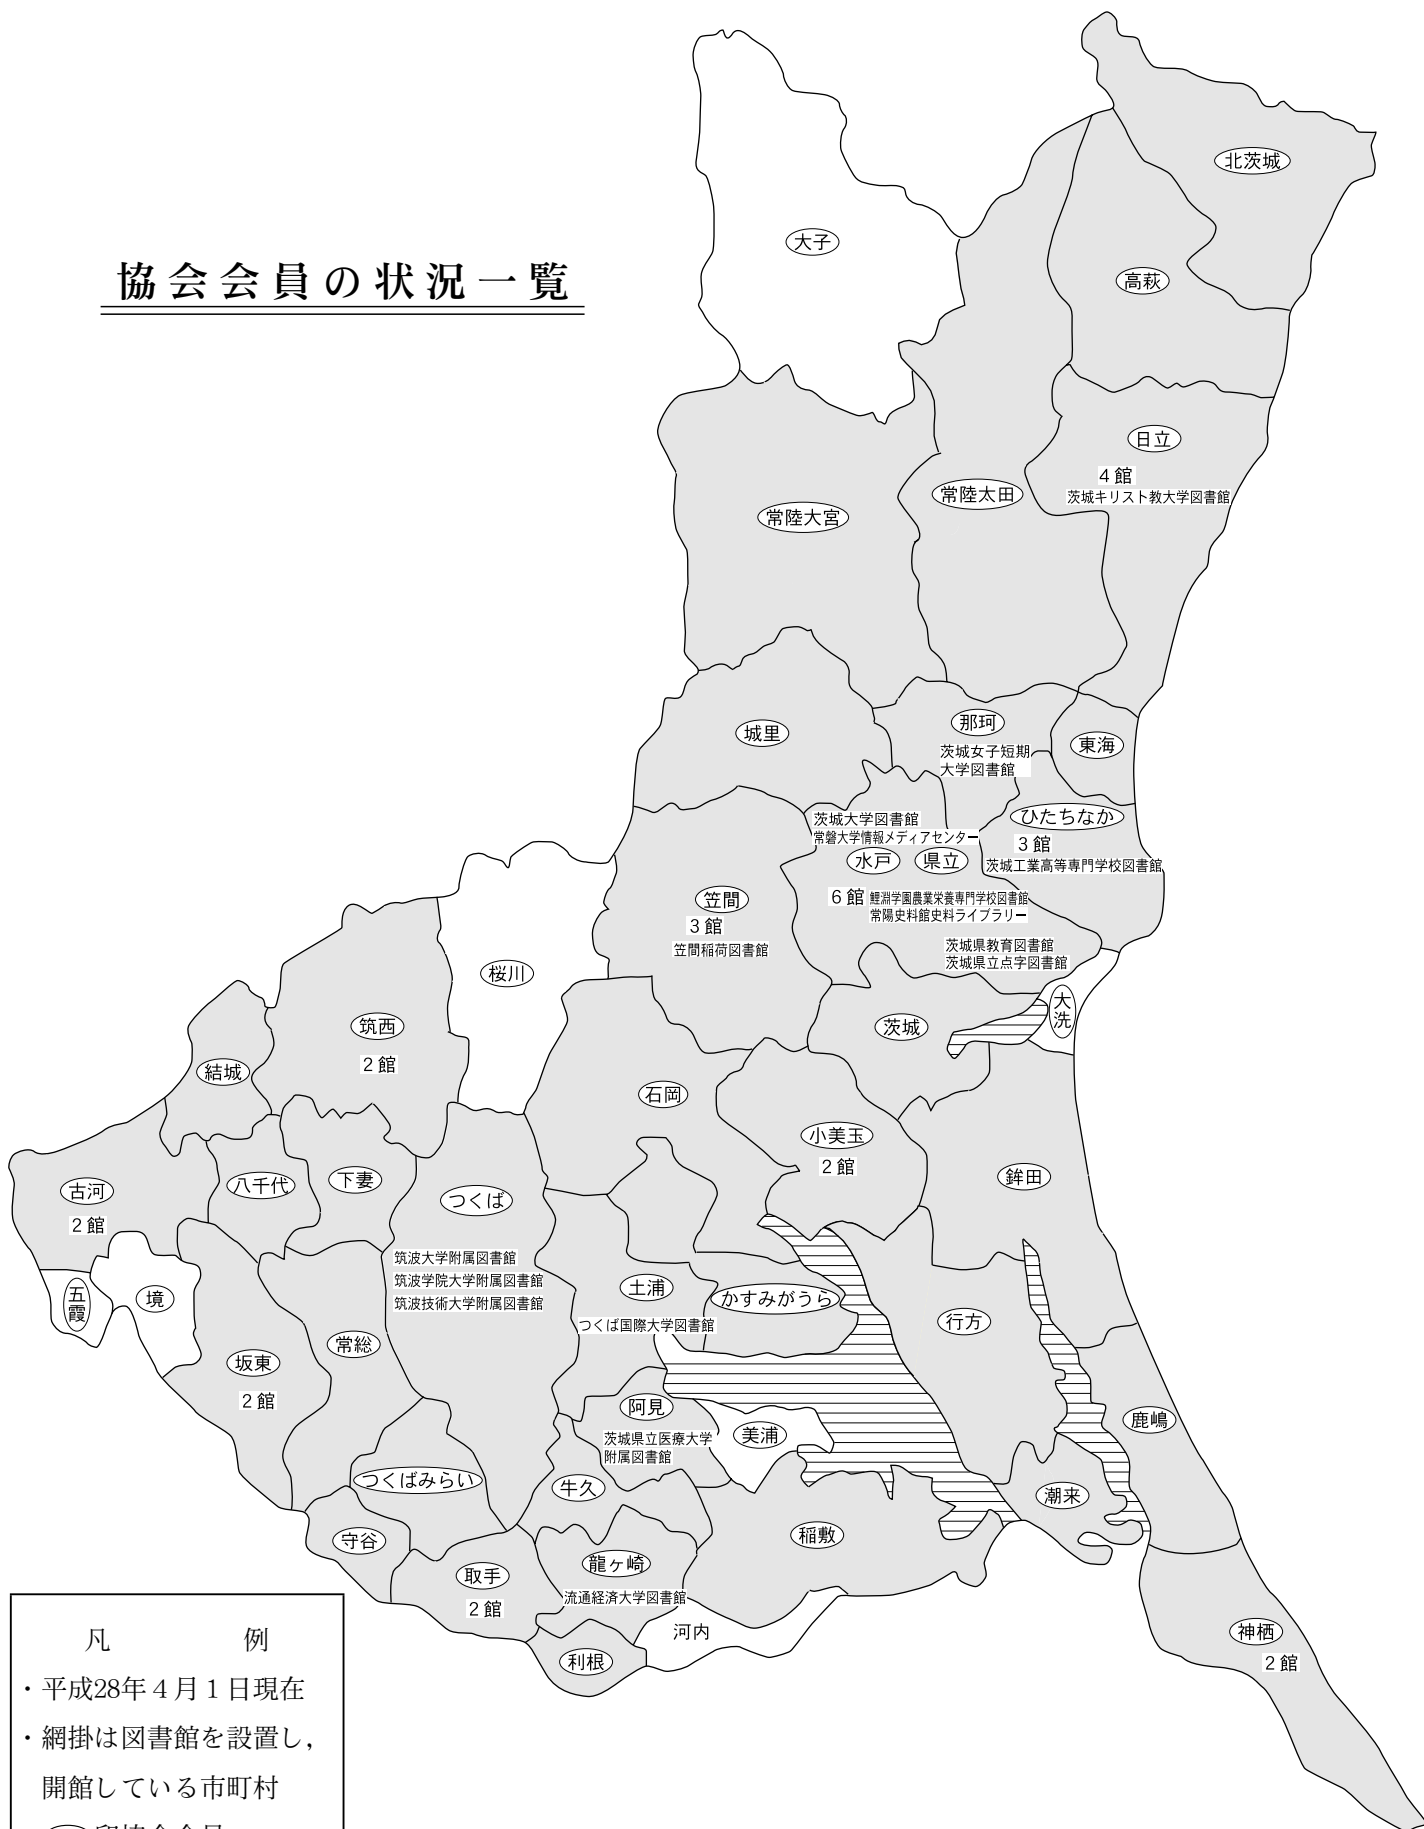 協会会員の状況一覧
北茨城
大子
高萩
日立
4館
茨城キリスト教大学図書館
常陸太田
常陸大宮
城里
那珂
茨城女子短期
大学図書館
東海
ひたちなか
3館
茨城工業高等専門学校図書館
茨城大学図書館
常磐大学情報メディアセンター
水戸
県立
6館
鯉淵学園農業栄養専門学校図書館
常陽史料館史料ライブラリー
茨城県教育図書館
茨城県立点字図書館
笠間
3館
笠間稲荷図書館
桜川
大洗
茨城
筑西
2館
結城
石岡
小美玉
2館
鉾田
古河
2館
八千代
下妻
つくば
筑波大学附属図書館
筑波学院大学附属図書館
筑波技術大学附属図書館
土浦
つくば国際大学図書館
かすみがうら
行方
五霞
境
坂東
2館
常総
阿見
茨城県立医療大学
附属図書館
美浦
鹿嶋
つくばみらい
牛久
潮来
守谷
稲敷
取手
2館
龍ヶ崎
流通経済大学図書館
河内
利根
神栖
2館
凡 例
・平成28年4月1日現在
・網掛は図書館を設置し,
開館している市町村